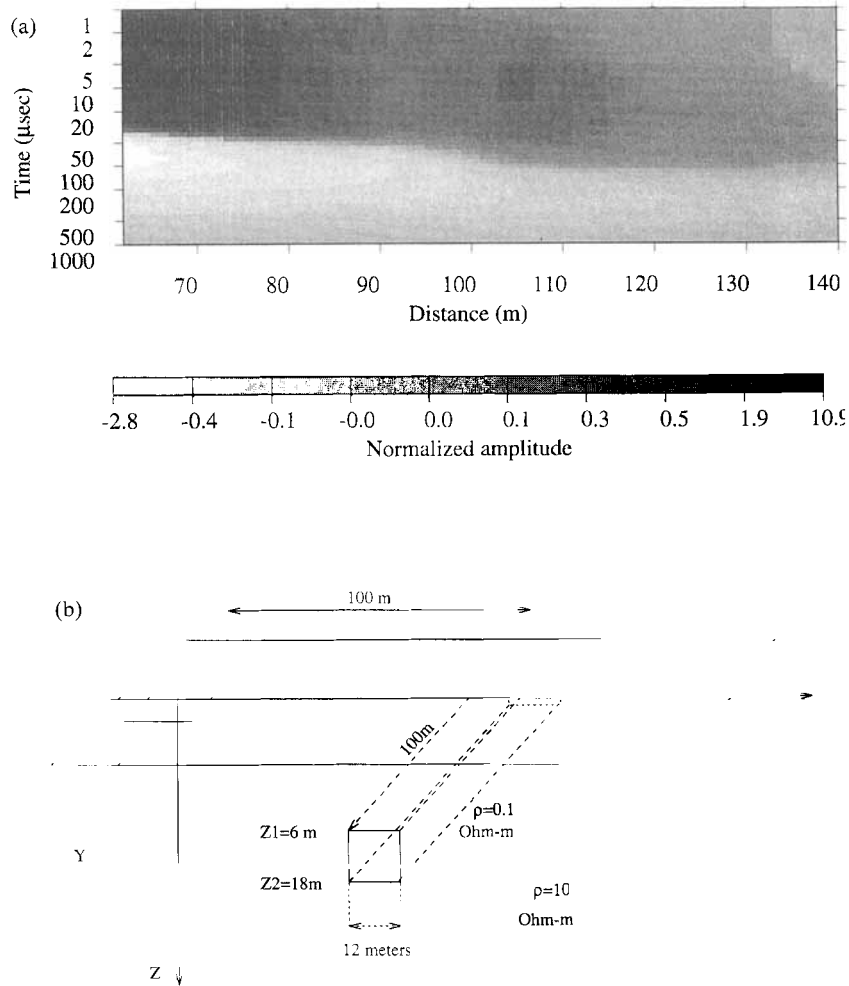 (a)
1
2
5
10
20
50
100
200
500
1000
Time (μsec)
70 80 90 100 110 120 130 140
Distance (m)
-2.8 -0.4 -0.1 -0.0 0.0 0.1 0.3 0.5 1.9 10.9
Normalized amplitude
(b)
100 m
100m
ρ=0.1
Ohm-m
Z1=6 m
Y
Z2=18m
ρ=10
Ohm-m
12 meters
Z